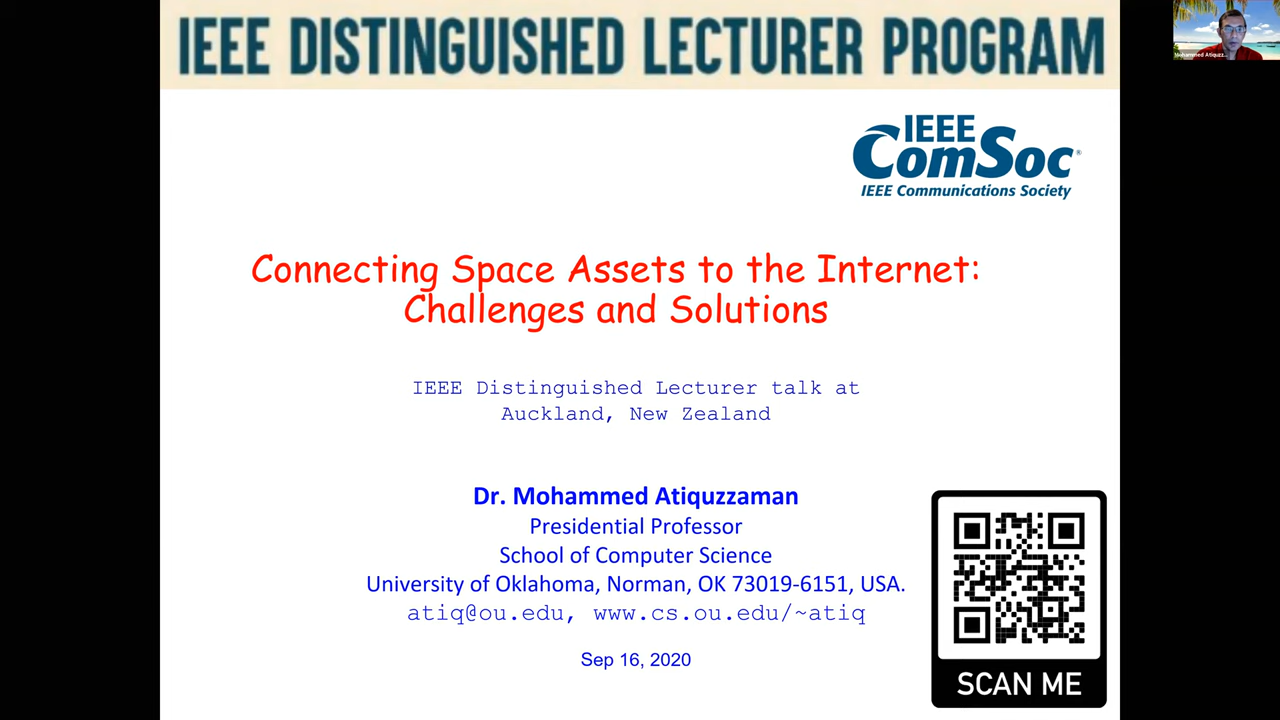 IEEE DISTINGUISHED LECTURER PROGRAM
Mohammed Atiquzz...
IEEE
ComSoc®
IEEE Communications Society
Connecting Space Assets to the Internet:
Challenges and Solutions
IEEE Distinguished Lecturer talk at
Auckland, New Zealand
Dr. Mohammed Atiquzzaman
Presidential Professor
School of Computer Science
University of Oklahoma, Norman, OK 73019-6151, USA.
atiq@ou.edu, www.cs.ou.edu/~atiq
Sep 16, 2020
SCAN ME